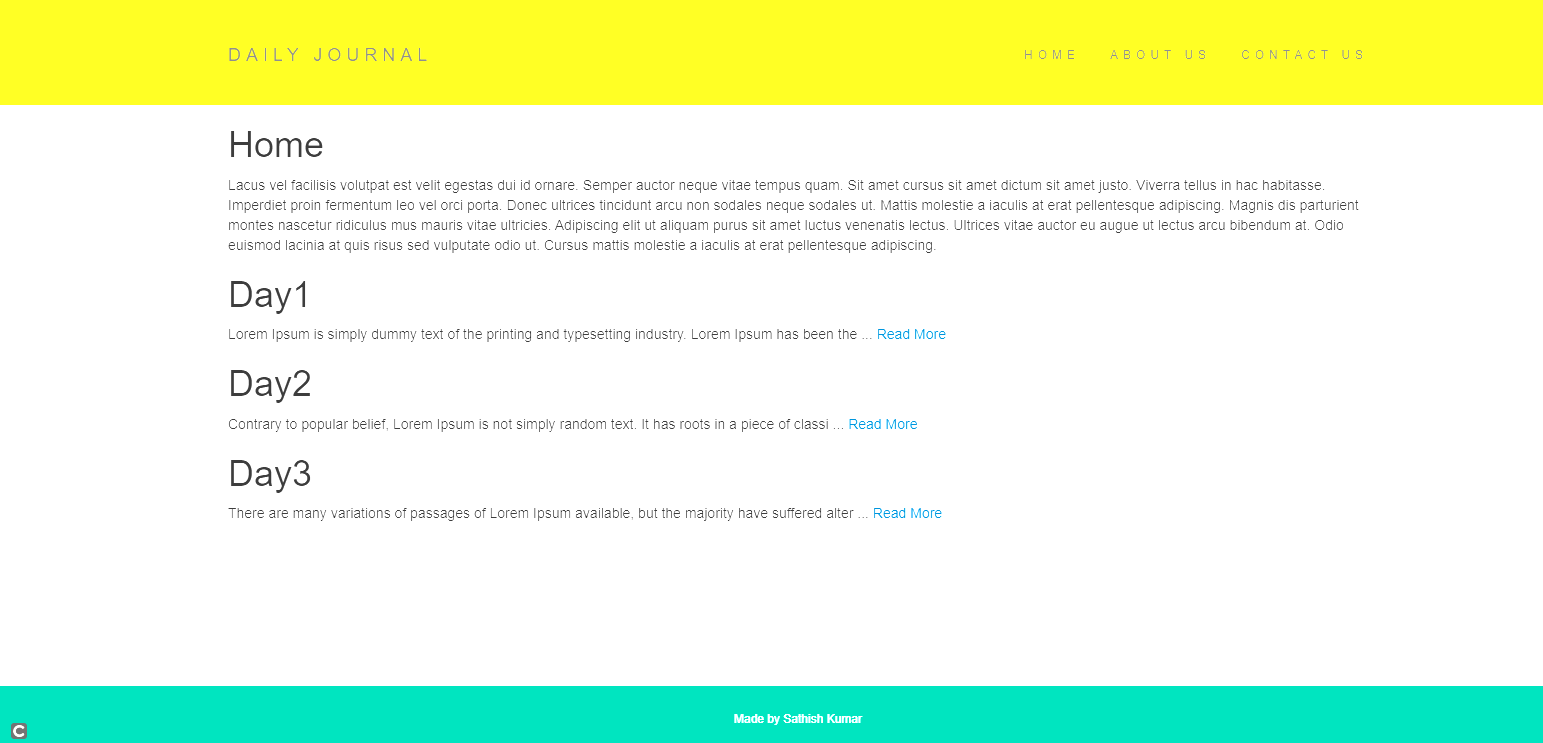 DAILY JOURNAL
HOME ABOUT US CONTACT US
Home
Lacus vel facilisis volutpat est velit egestas dui id ornare. Semper auctor neque vitae tempus quam. Sit amet cursus sit amet dictum sit amet justo. Viverra tellus in hac habitasse.
Imperdiet proin fermentum leo vel orci porta. Donec ultrices tincidunt arcu non sodales neque sodales ut. Mattis molestie a iaculis at erat pellentesque adipiscing. Magnis dis parturient
montes nascetur ridiculus mus mauris vitae ultricies. Adipiscing elit ut aliquam purus sit amet luctus venenatis lectus. Ultrices vitae auctor eu augue ut lectus arcu bibendum at. Odio
euismod lacinia at quis risus sed vulputate odio ut. Cursus mattis molestie a iaculis at erat pellentesque adipiscing.
Day1
Lorem Ipsum is simply dummy text of the printing and typesetting industry. Lorem Ipsum has been the ... Read More
Day2
Contrary to popular belief, Lorem Ipsum is not simply random text. It has roots in a piece of classi ... Read More
Day3
There are many variations of passages of Lorem Ipsum available, but the majority have suffered alter ... Read More
Made by Sathish Kumar
C